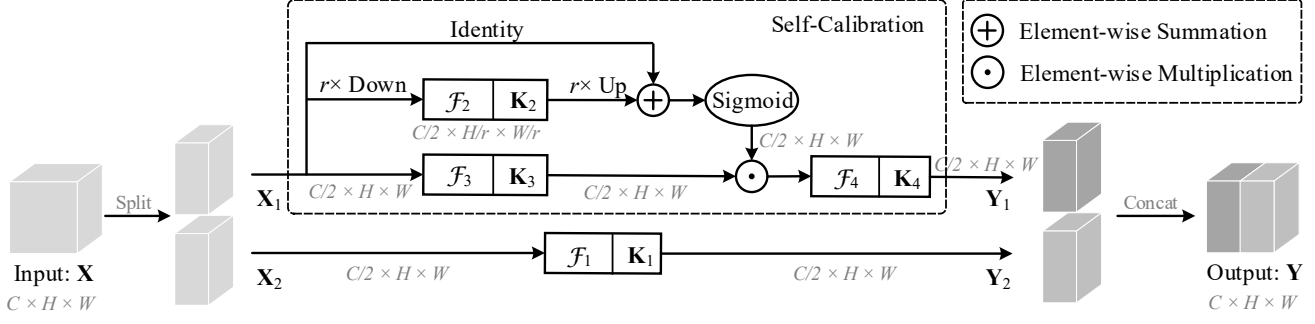 Self-Calibration
Identity
r× Down
ℱ2 K2
r× Up
Sigmoid
C/2 × H/r × W/r
C/2 × H × W
ℱ3 K3
ℱ4 K4
C/2 × H × W
C/2 × H × W
C/2 × H × W
Element-wise Summation
Element-wise Multiplication
Split
X1
Y1
Concat
ℱ1 K1
X2
C/2 × H × W
C/2 × H × W
Y2
Input: X
C × H × W
Output: Y
C × H × W